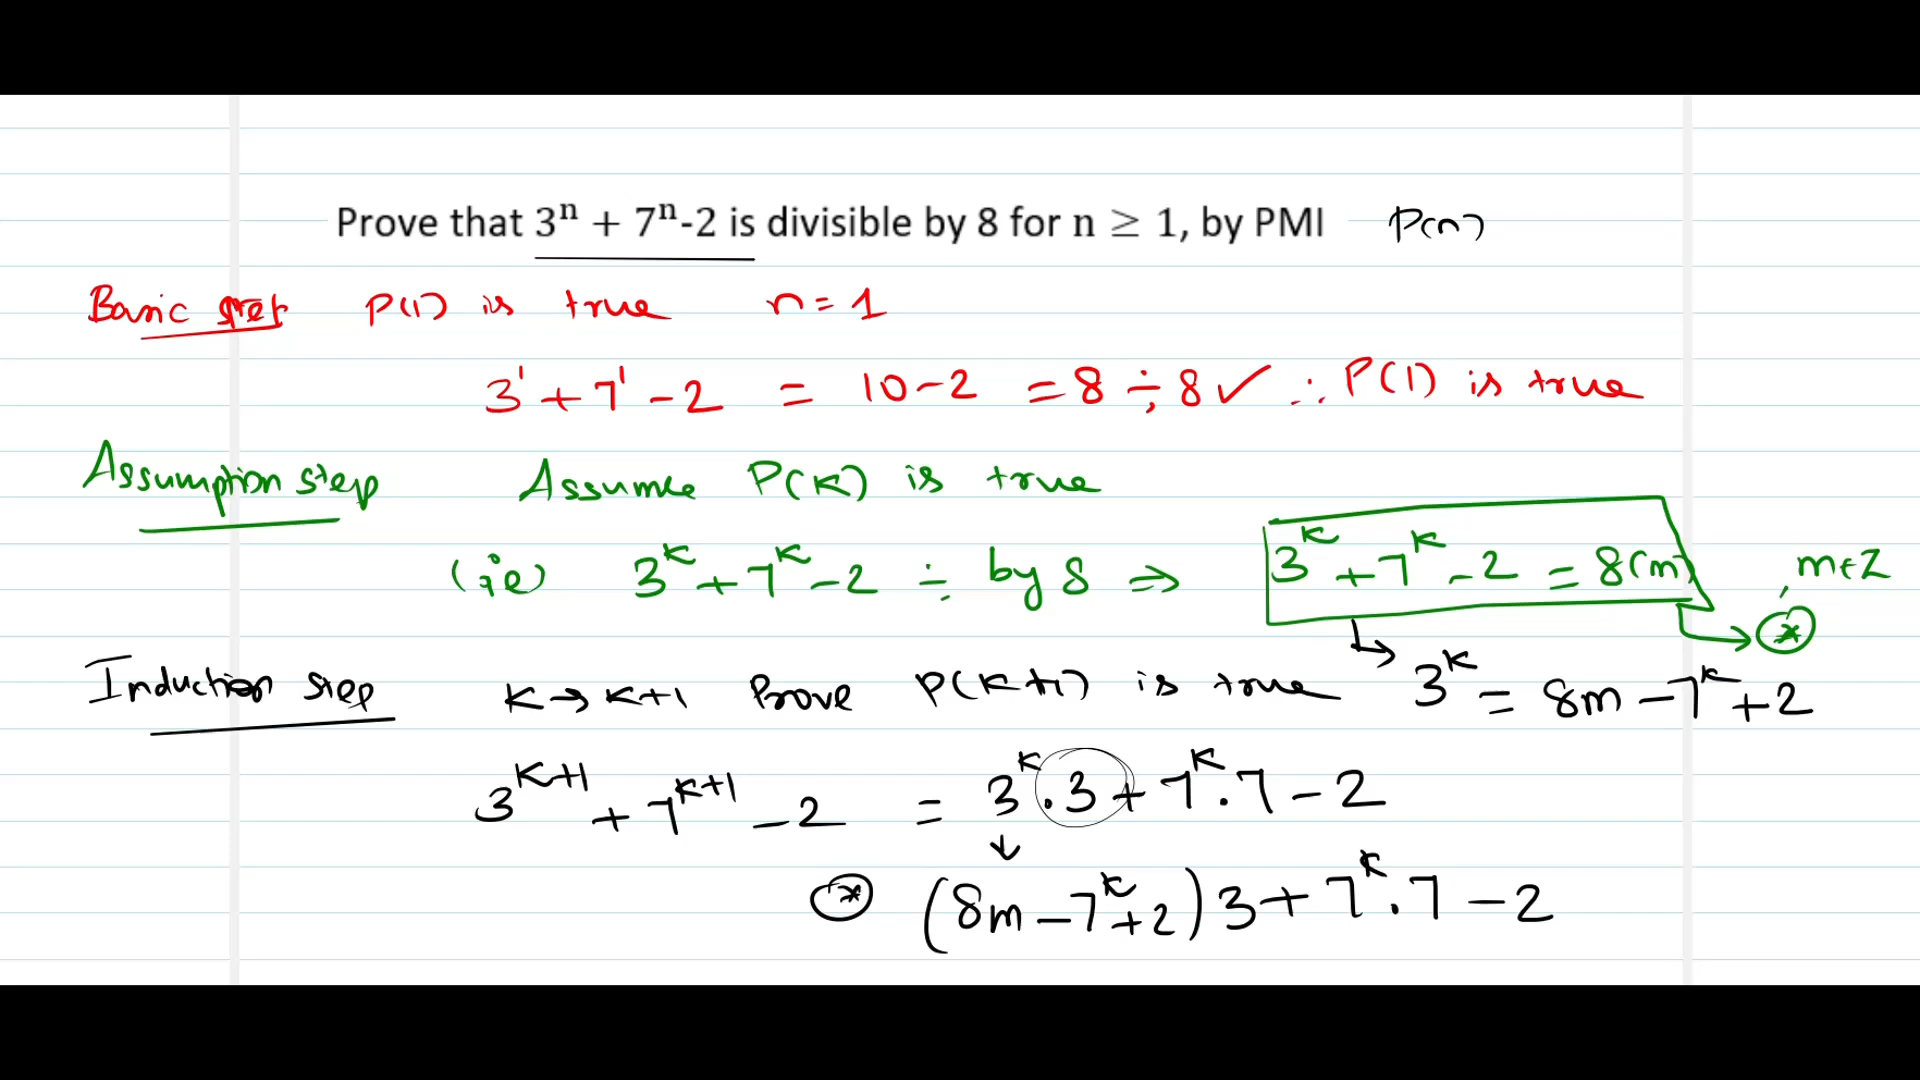 Prove that 3ⁿ + 7ⁿ-2 is divisible by 8 for n ≥ 1, by PMI P(n)
Basic step P(1) is true n = 1
3¹ + 7¹ - 2 = 10 - 2 = 8 ÷ 8 ✓ ∴ P(1) is true
Assumption step Assume P(K) is true
(ie) 3ᴷ + 7ᴷ - 2 ÷ by 8 ⇒ 3ᴷ + 7ᴷ - 2 = 8(m), m ∈ Z
→ *
Induction step K → K+1 Prove P(K+1) is true 3ᴷ = 8m - 7ᴷ + 2
3ᴷ⁺¹ + 7ᴷ⁺¹ - 2 = 3ᴷ . 3 + 7ᴷ . 7 - 2
* (8m - 7ᴷ + 2) 3 + 7ᴷ . 7 - 2